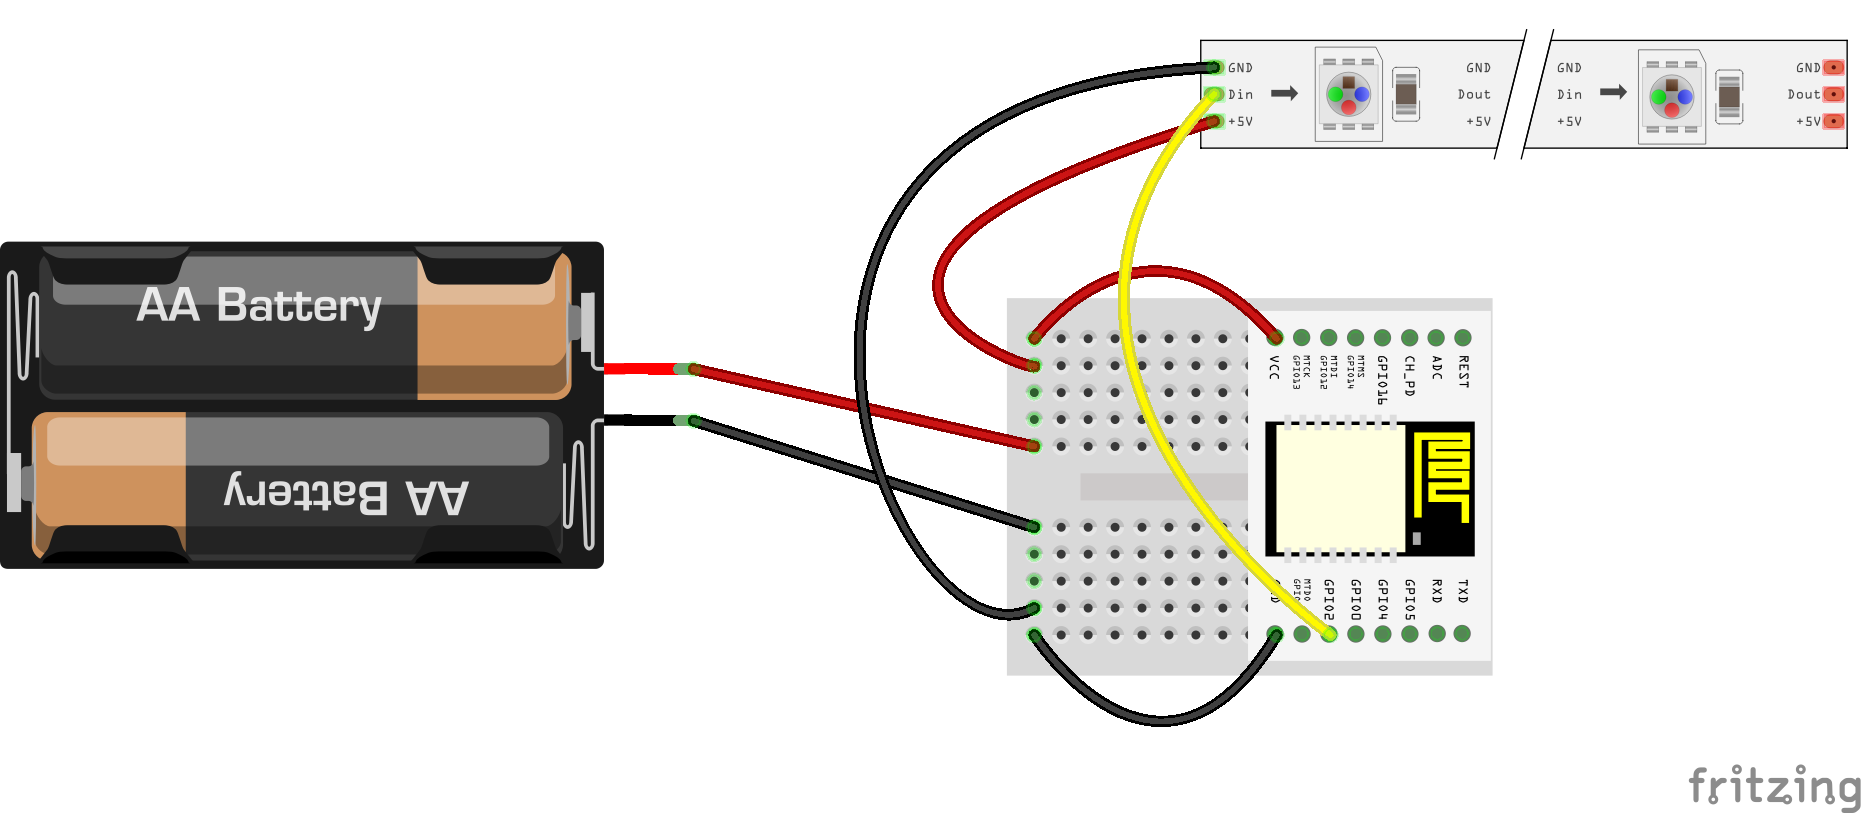 GND
Din
+5V
GND
Dout
+5V
GND
Din
+5V
GND
Dout
+5V
AA Battery
AA Battery
VCC
MTCK
GPIO13
MTDI
GPIO12
MTMS
GPIO14
GPIO16
CH_PD
ADC
REST
MTDO
GPIO2
GPIO0
GPIO4
GPIO5
RXD
TXD
fritzing